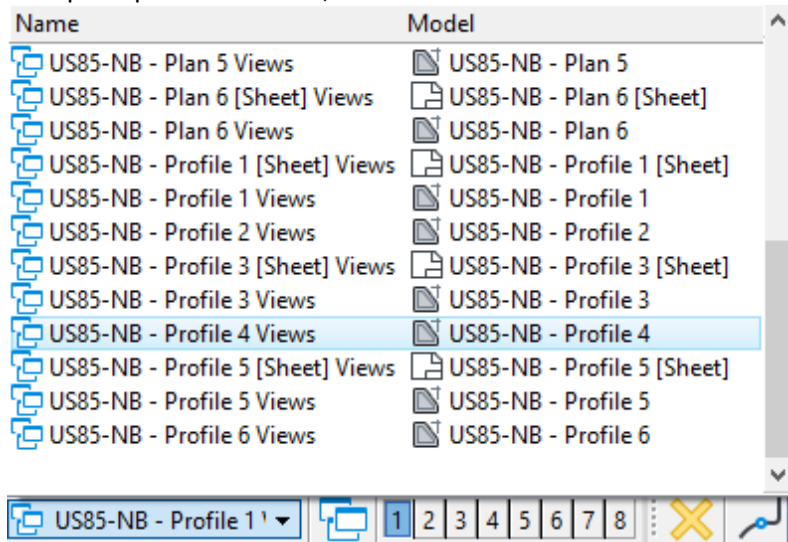 Name Model
US85-NB - Plan 5 Views US85-NB - Plan 5
US85-NB - Plan 6 [Sheet] Views US85-NB - Plan 6 [Sheet]
US85-NB - Plan 6 Views US85-NB - Plan 6
US85-NB - Profile 1 [Sheet] Views US85-NB - Profile 1 [Sheet]
US85-NB - Profile 1 Views US85-NB - Profile 1
US85-NB - Profile 2 Views US85-NB - Profile 2
US85-NB - Profile 3 [Sheet] Views US85-NB - Profile 3 [Sheet]
US85-NB - Profile 3 Views US85-NB - Profile 3
US85-NB - Profile 4 Views US85-NB - Profile 4
US85-NB - Profile 5 [Sheet] Views US85-NB - Profile 5 [Sheet]
US85-NB - Profile 5 Views US85-NB - Profile 5
US85-NB - Profile 6 Views US85-NB - Profile 6
US85-NB - Profile 1 1 2 3 4 5 6 7 8